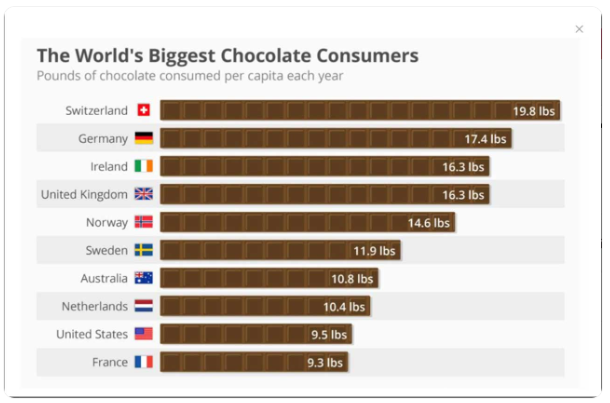 ×
The World's Biggest Chocolate Consumers
Pounds of chocolate consumed per capita each year
Switzerland 19.8 lbs
Germany 17.4 lbs
Ireland 16.3 lbs
United Kingdom 16.3 lbs
Norway 14.6 lbs
Sweden 11.9 lbs
Australia 10.8 lbs
Netherlands 10.4 lbs
United States 9.5 lbs
France 9.3 lbs